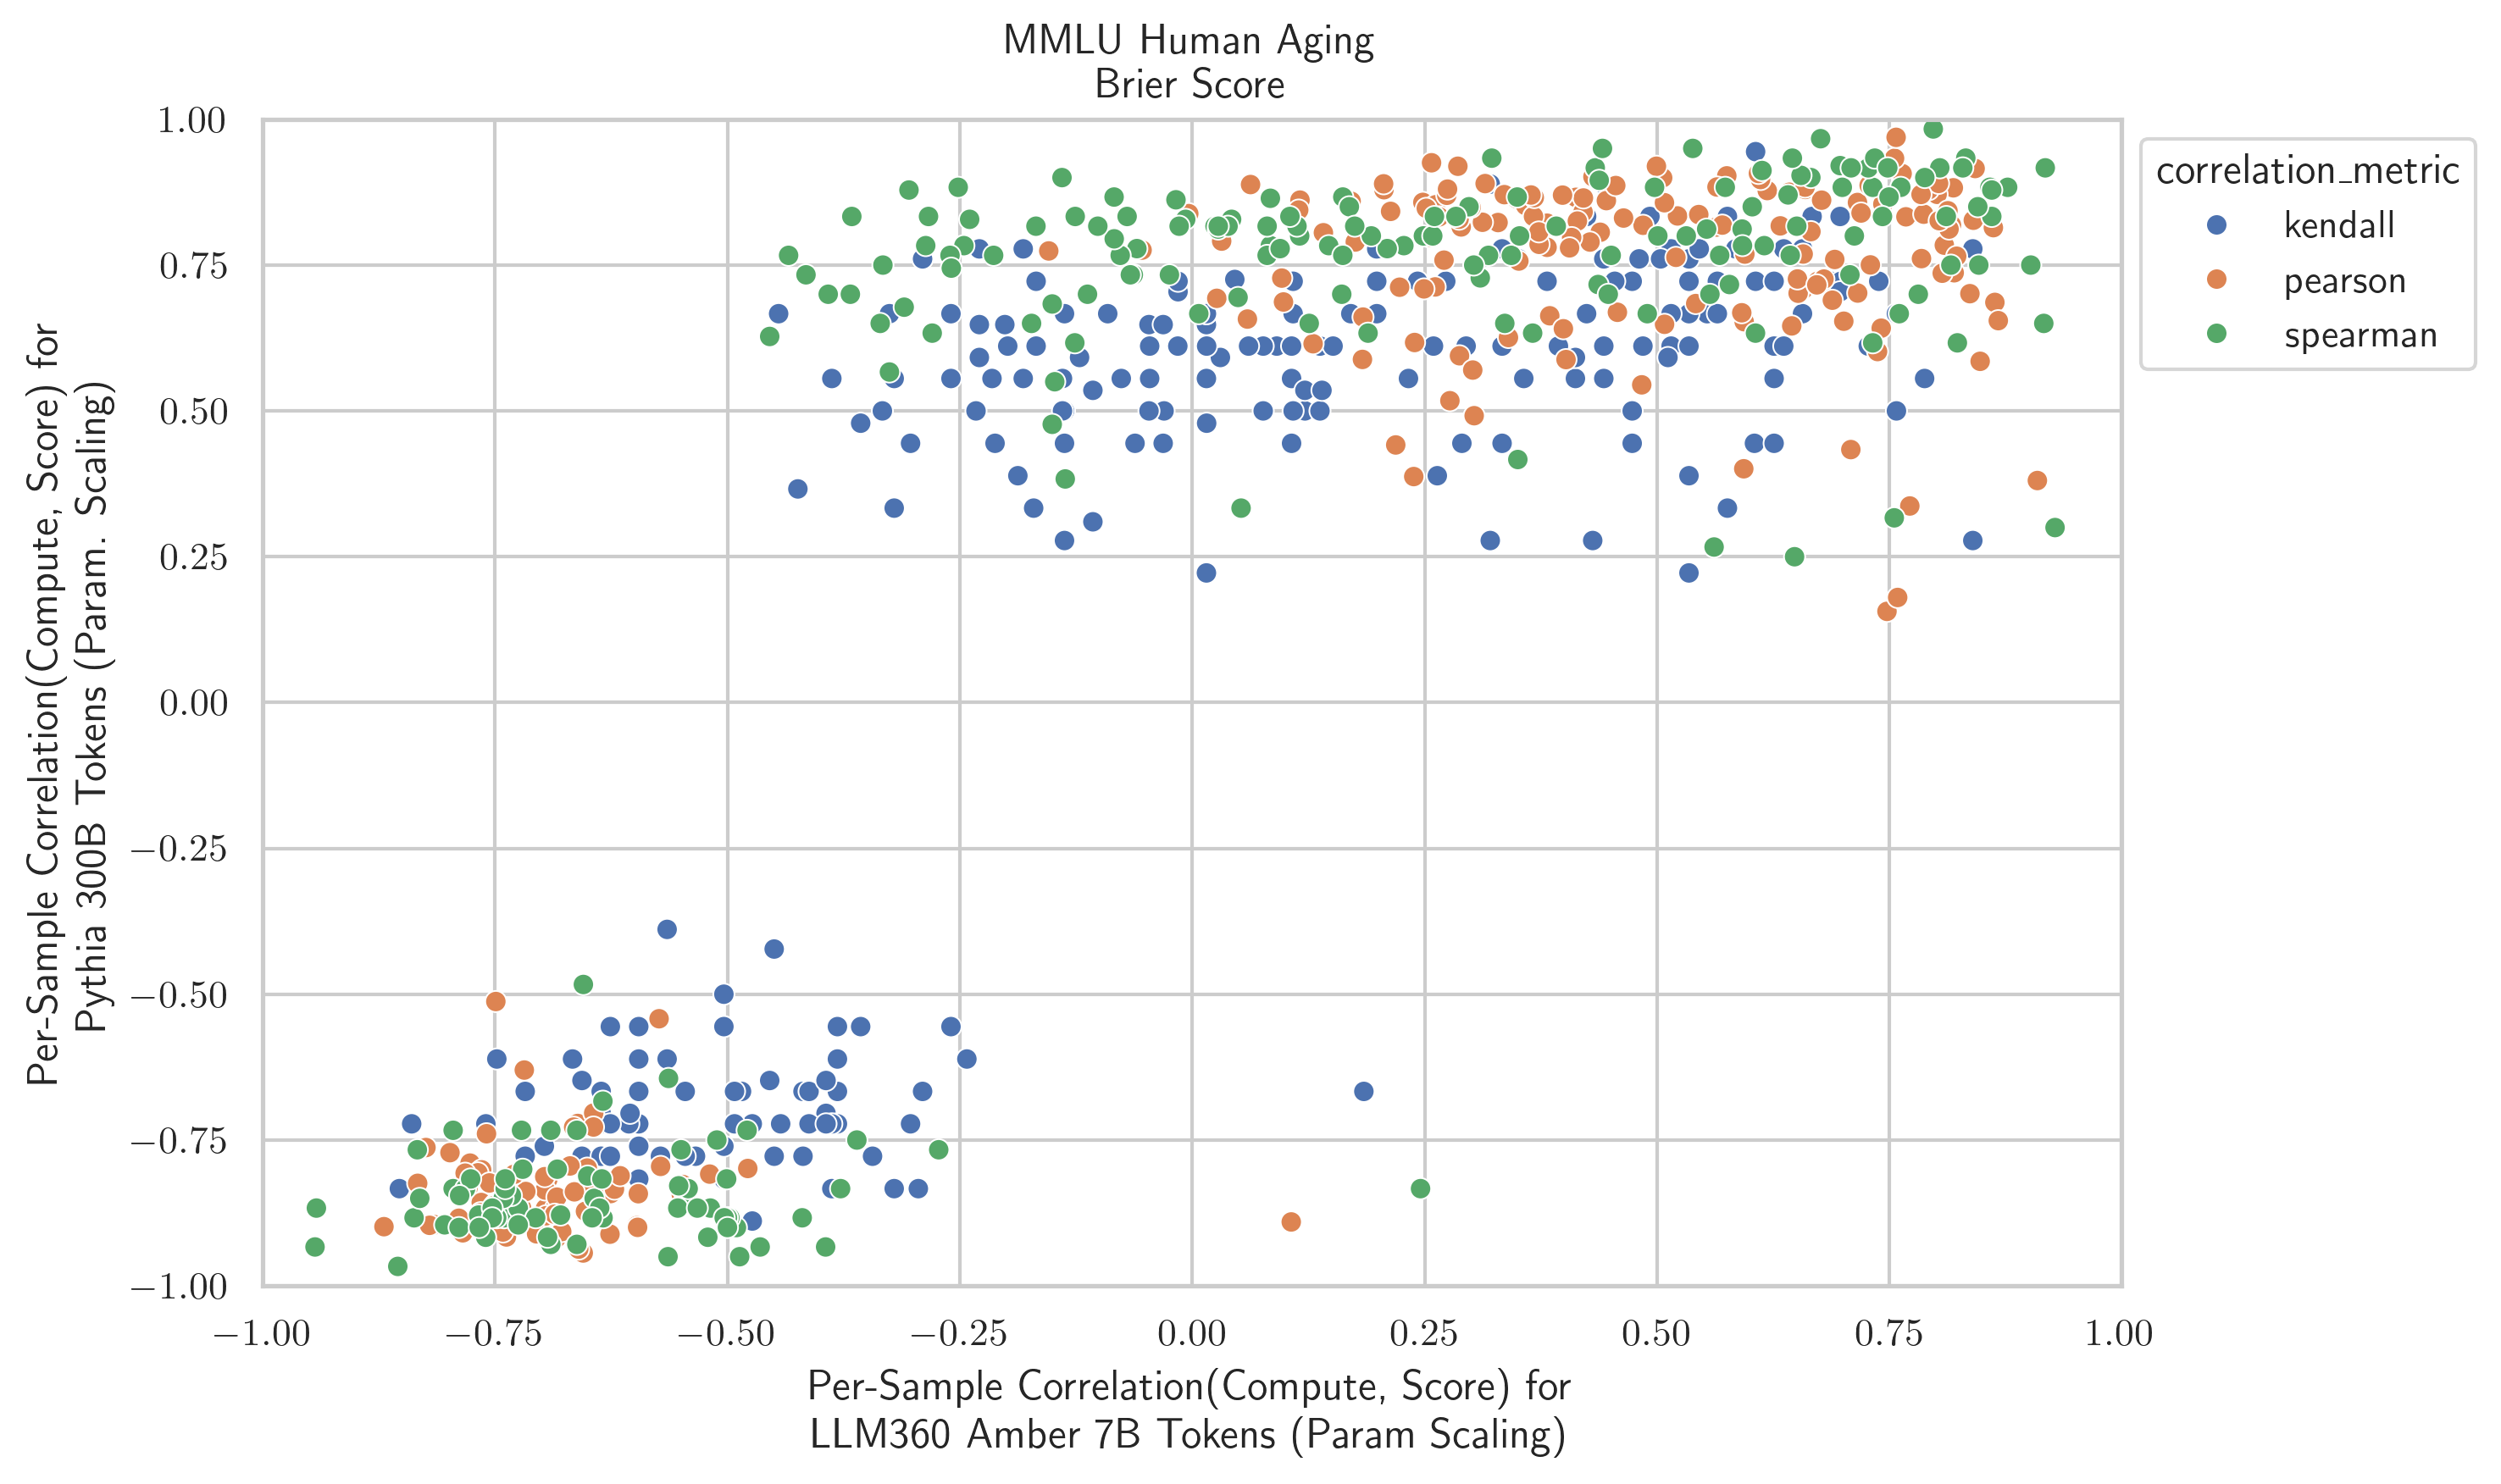 MMLU Human Aging
Brier Score
1.00
0.75
0.50
0.25
0.00
−0.25
−0.50
−0.75
−1.00
Per-Sample Correlation(Compute, Score) for
Pythia 300B Tokens (Param. Scaling)
−1.00
−0.75
−0.50
−0.25
0.00
0.25
0.50
0.75
1.00
Per-Sample Correlation(Compute, Score) for
LLM360 Amber 7B Tokens (Param Scaling)
correlation_metric
kendall
pearson
spearman